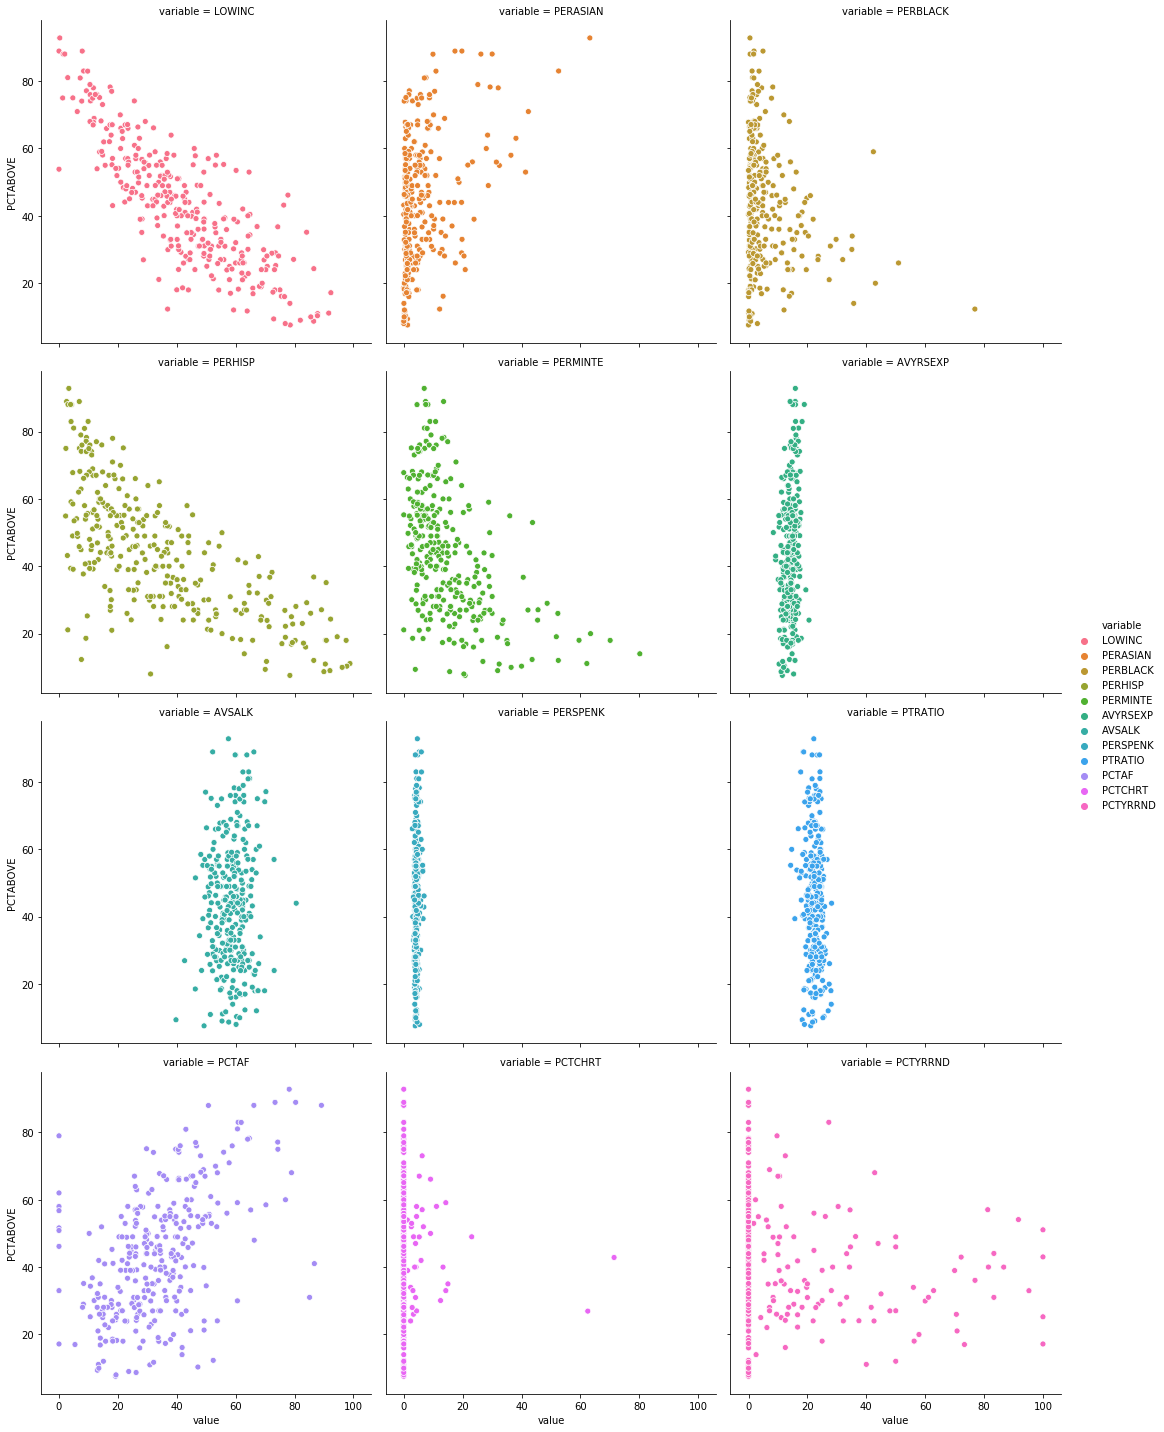 variable = LOWINC
variable = PERASIAN
variable = PERBLACK
80
60
40
20
PCTABOVE
variable = PERHISP
variable = PERMINTE
variable = AVYRSEXP
80
60
40
20
PCTABOVE
variable
LOWINC
PERASIAN
PERBLACK
PERHISP
PERMINTE
AVYRSEXP
AVSALK
PERSPENK
PTRATIO
PCTAF
PCTCHRT
PCTYRRND
variable = AVSALK
variable = PERSPENK
variable = PTRATIO
80
60
40
20
PCTABOVE
variable = PCTAF
variable = PCTCHRT
variable = PCTYRRND
80
60
40
20
PCTABOVE
0 20 40 60 80 100
0 20 40 60 80 100
0 20 40 60 80 100
value
value
value